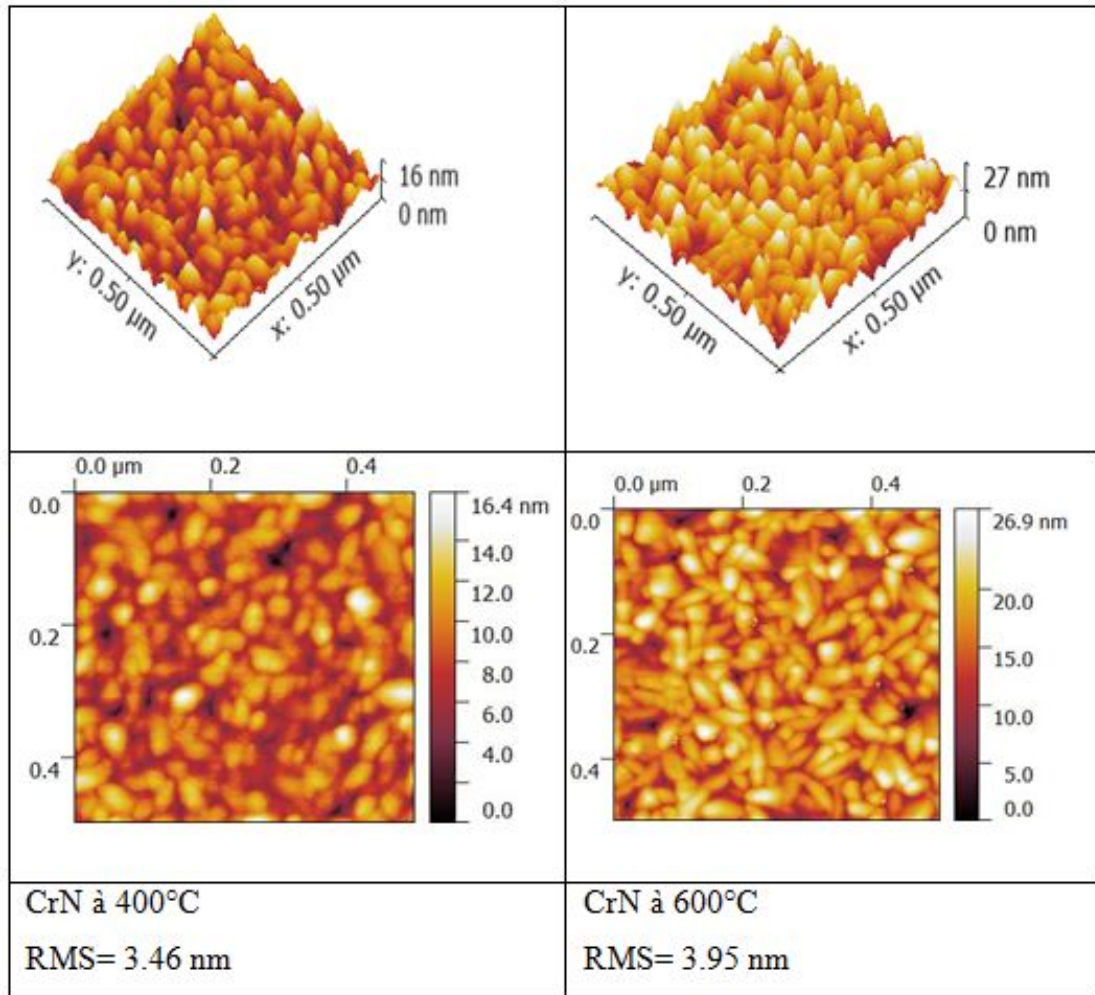 16 nm
0 nm
y: 0.50 µm
x: 0.50 µm
27 nm
0 nm
y: 0.50 µm
x: 0.50 µm
0.0 µm 0.2 0.4
0.0
0.2
0.4
16.4 nm
14.0
12.0
10.0
8.0
6.0
4.0
0.0
0.0 µm 0.2 0.4
0.0
0.2
0.4
26.9 nm
20.0
15.0
10.0
5.0
0.0
CrN à 400°C
RMS= 3.46 nm
CrN à 600°C
RMS= 3.95 nm